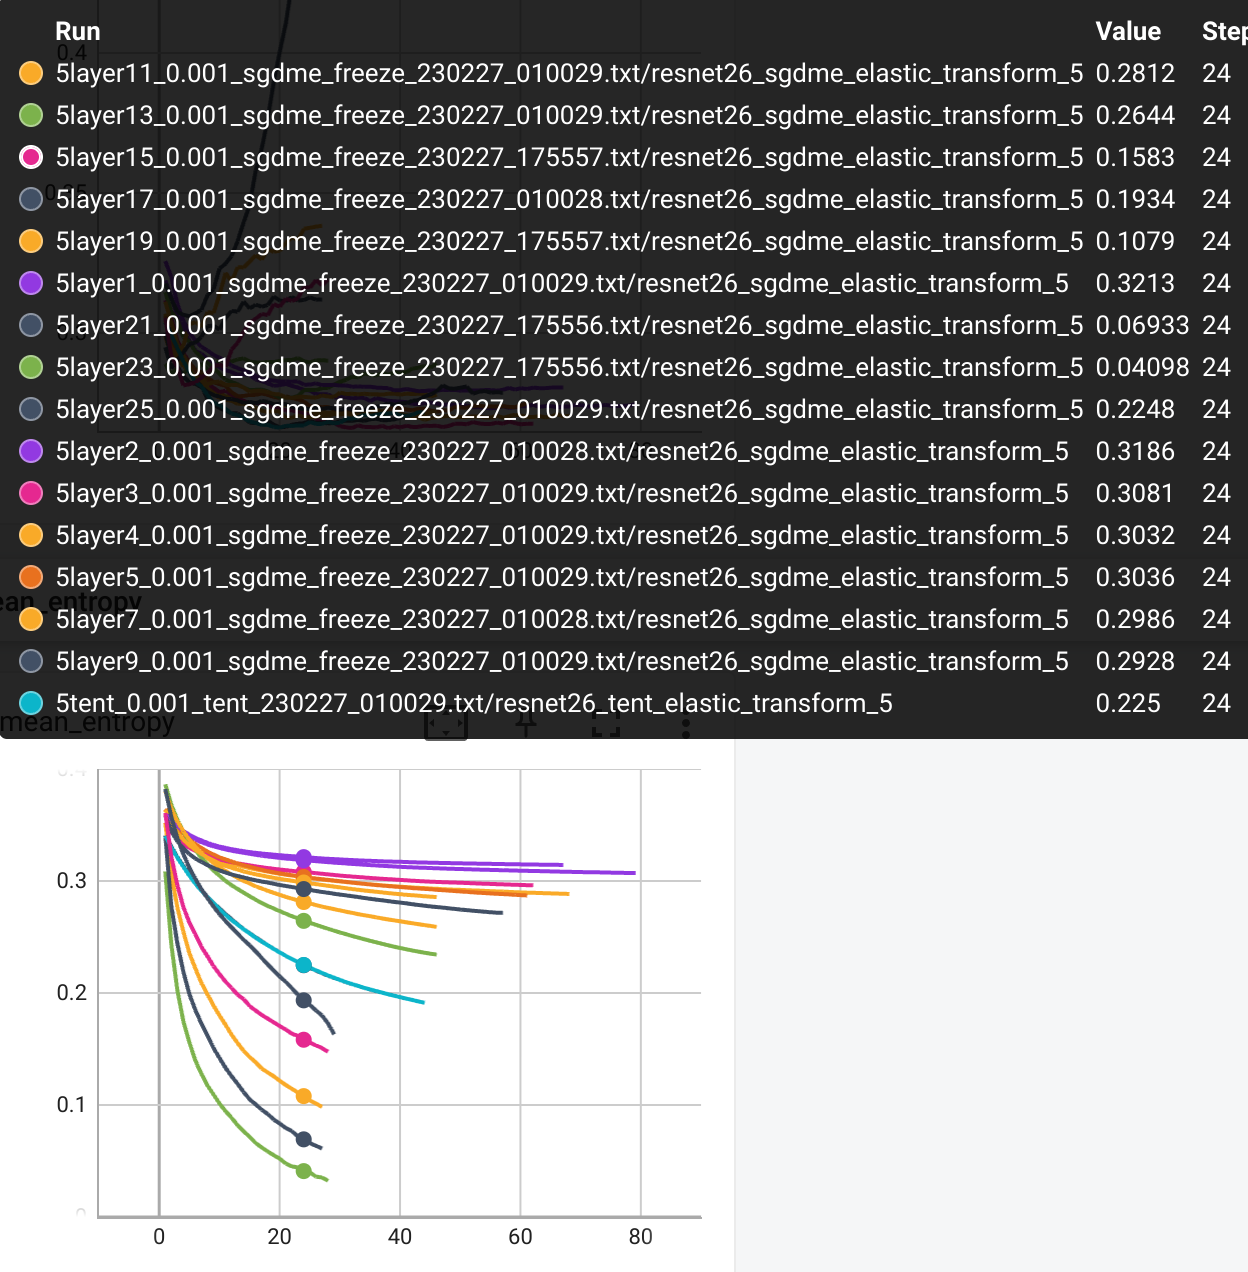 Run Value Step
5layer11_0.001_sgdme_freeze_230227_010029.txt/resnet26_sgdme_elastic_transform_5 0.2812 24
5layer13_0.001_sgdme_freeze_230227_010029.txt/resnet26_sgdme_elastic_transform_5 0.2644 24
5layer15_0.001_sgdme_freeze_230227_175557.txt/resnet26_sgdme_elastic_transform_5 0.1583 24
5layer17_0.001_sgdme_freeze_230227_010028.txt/resnet26_sgdme_elastic_transform_5 0.1934 24
5layer19_0.001_sgdme_freeze_230227_175557.txt/resnet26_sgdme_elastic_transform_5 0.1079 24
5layer1_0.001_sgdme_freeze_230227_010029.txt/resnet26_sgdme_elastic_transform_5 0.3213 24
5layer21_0.001_sgdme_freeze_230227_175556.txt/resnet26_sgdme_elastic_transform_5 0.06933 24
5layer23_0.001_sgdme_freeze_230227_175556.txt/resnet26_sgdme_elastic_transform_5 0.04098 24
5layer25_0.001_sgdme_freeze_230227_010029.txt/resnet26_sgdme_elastic_transform_5 0.2248 24
5layer2_0.001_sgdme_freeze_230227_010028.txt/resnet26_sgdme_elastic_transform_5 0.3186 24
5layer3_0.001_sgdme_freeze_230227_010029.txt/resnet26_sgdme_elastic_transform_5 0.3081 24
5layer4_0.001_sgdme_freeze_230227_010029.txt/resnet26_sgdme_elastic_transform_5 0.3032 24
5layer5_0.001_sgdme_freeze_230227_010029.txt/resnet26_sgdme_elastic_transform_5 0.3036 24
5layer7_0.001_sgdme_freeze_230227_010028.txt/resnet26_sgdme_elastic_transform_5 0.2986 24
5layer9_0.001_sgdme_freeze_230227_010029.txt/resnet26_sgdme_elastic_transform_5 0.2928 24
5tent_0.001_tent_230227_010029.txt/resnet26_tent_elastic_transform_5 0.225 24
0.4
ean_entropy
mean_entropy
0.3
0.2
0.1
0
0 20 40 60 80